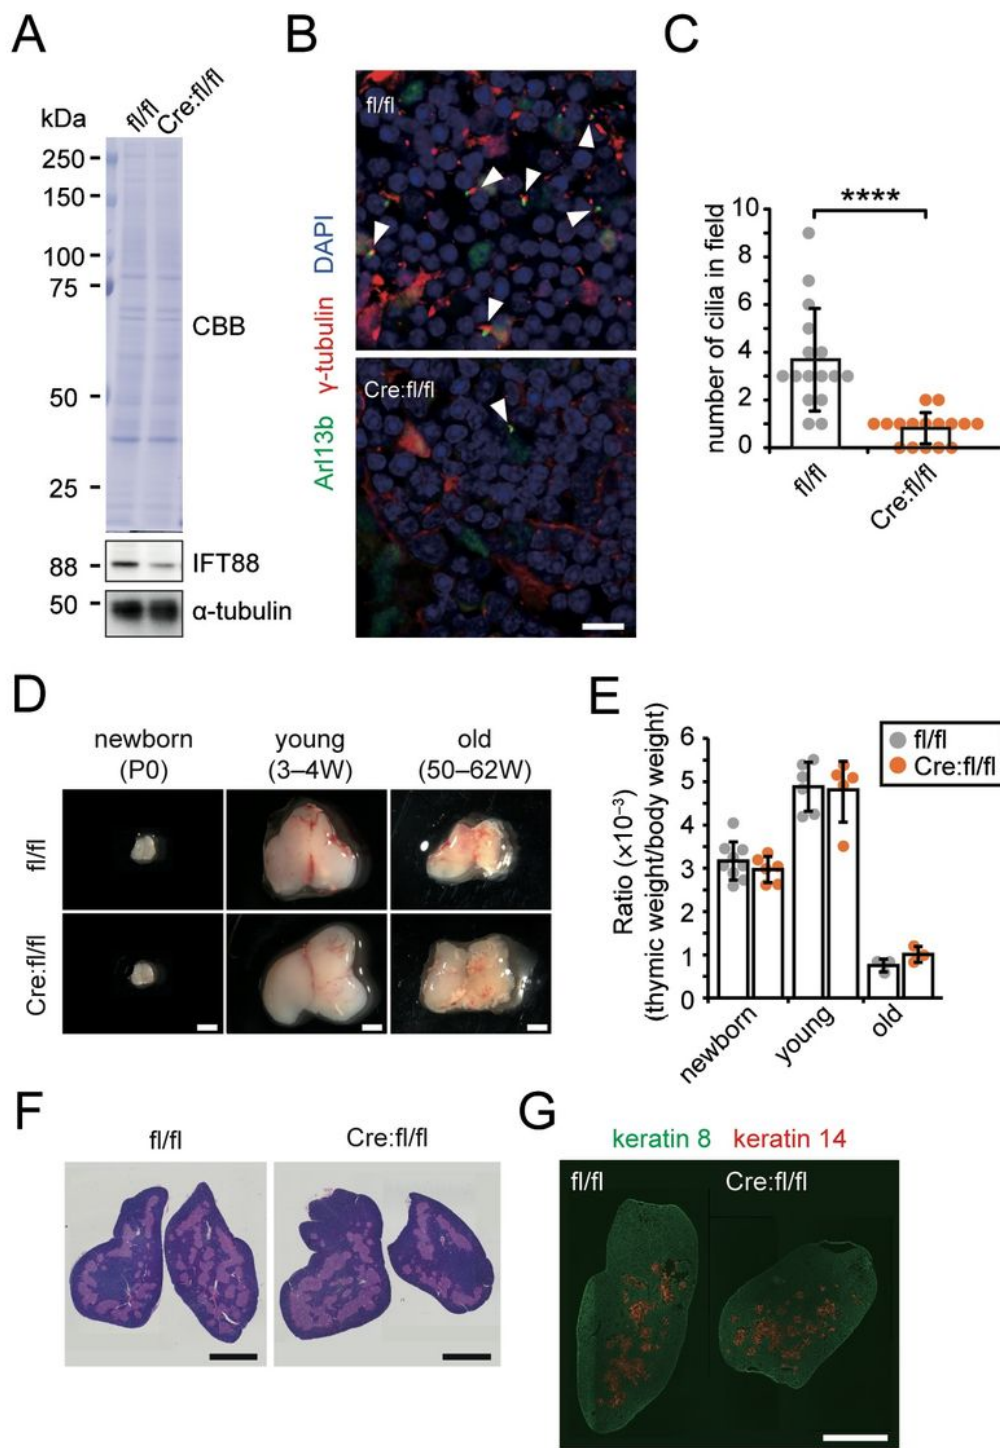 A
kDa
fl/fl
Cre:fl/fl
250
150
100
75
50
25
CBB
88
IFT88
50
α-tubulin
B
Arl13b γ-tubulin DAPI
fl/fl
Cre:fl/fl
C
number of cilia in field
10
8
6
4
2
0
****
fl/fl
Cre:fl/fl
D
newborn
(P0)
young
(3–4W)
old
(50–62W)
fl/fl
Cre:fl/fl
E
Ratio (×10⁻³)
(thymic weight/body weight)
6
5
4
3
2
1
0
fl/fl
Cre:fl/fl
newborn
young
old
F
fl/fl
Cre:fl/fl
G
keratin 8 keratin 14
fl/fl
Cre:fl/fl